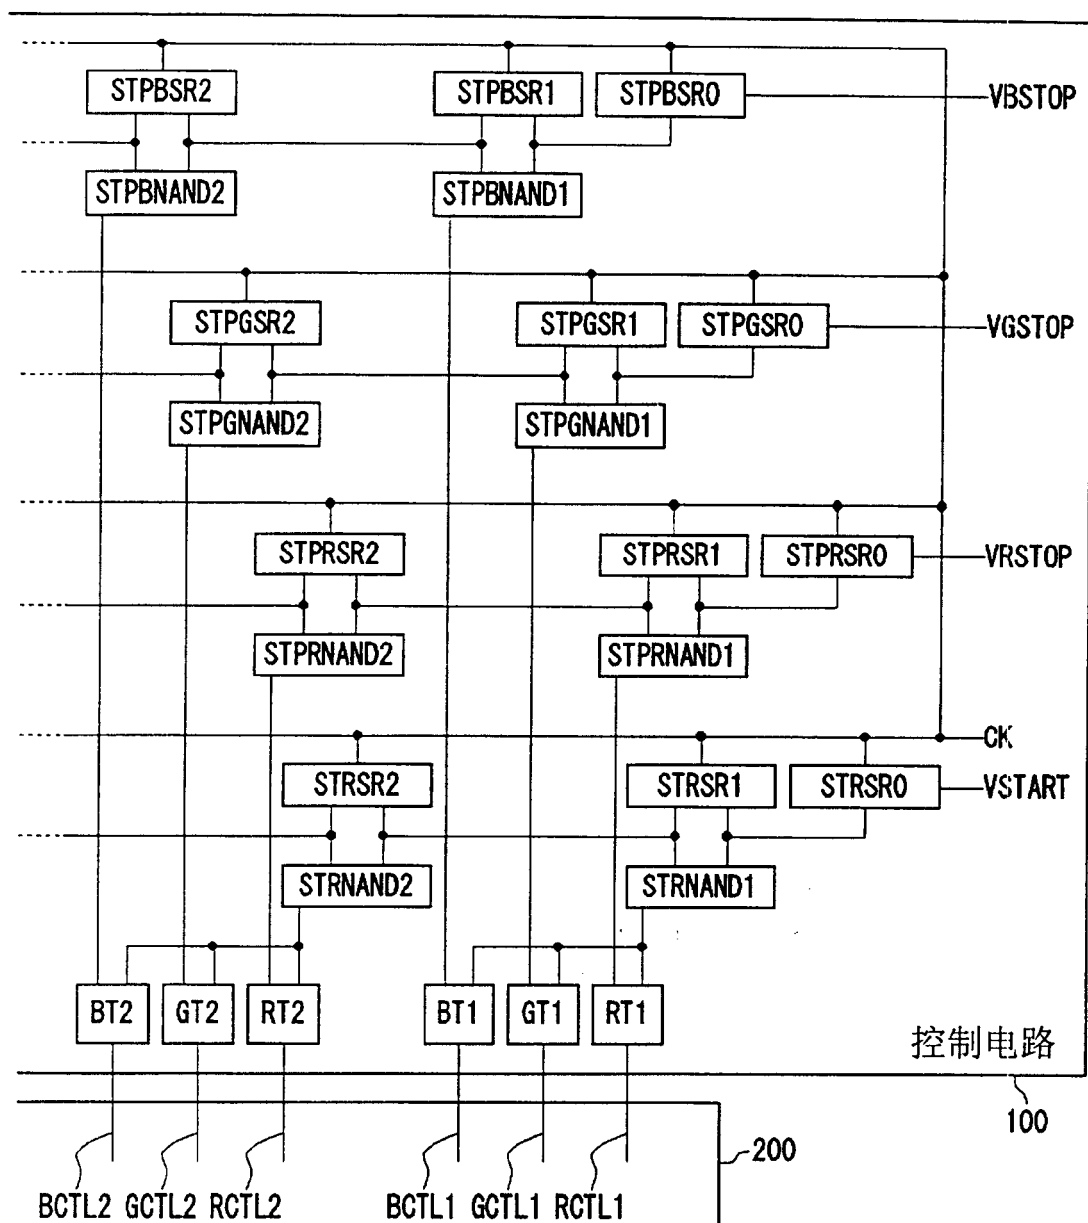 STPBSR2 STPBSR1 STPBSR0 VBSTOP
STPBNAND2 STPBNAND1
STPGSR2 STPGSR1 STPGSR0 VGSTOP
STPGNAND2 STPGNAND1
STPRSR2 STPRSR1 STPRSR0 VRSTOP
STPRNAND2 STPRNAND1
CK
STRSR2 STRSR1 STRSR0 VSTART
STRNAND2 STRNAND1
BT2 GT2 RT2 BT1 GT1 RT1
控制电路
100
200
BCTL2 GCTL2 RCTL2 BCTL1 GCTL1 RCTL1